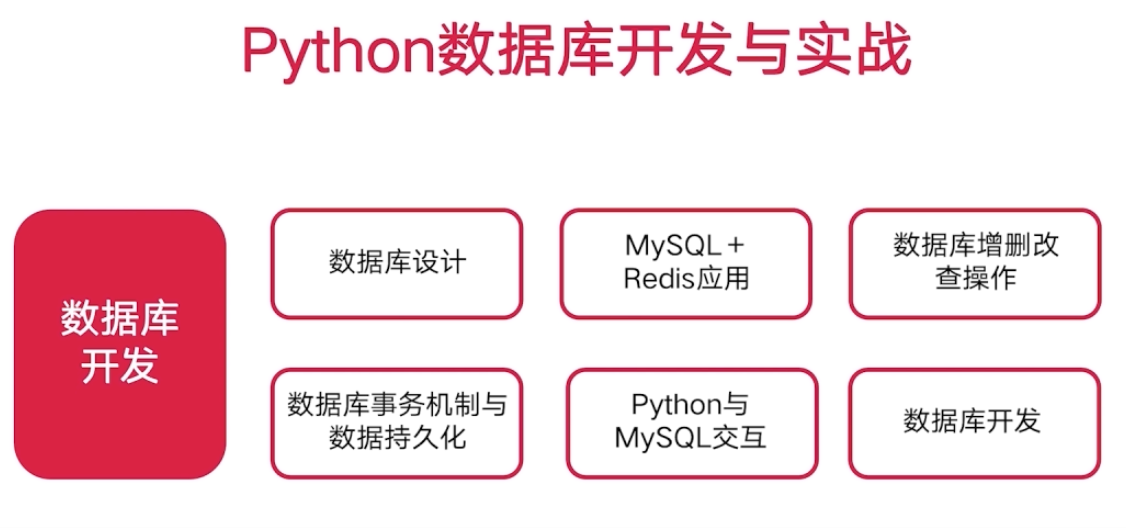 Python数据库开发与实战
数据库
开发
数据库设计
MySQL＋
Redis应用
数据库增删改
查操作
数据库事务机制与
数据持久化
Python与
MySQL交互
数据库开发